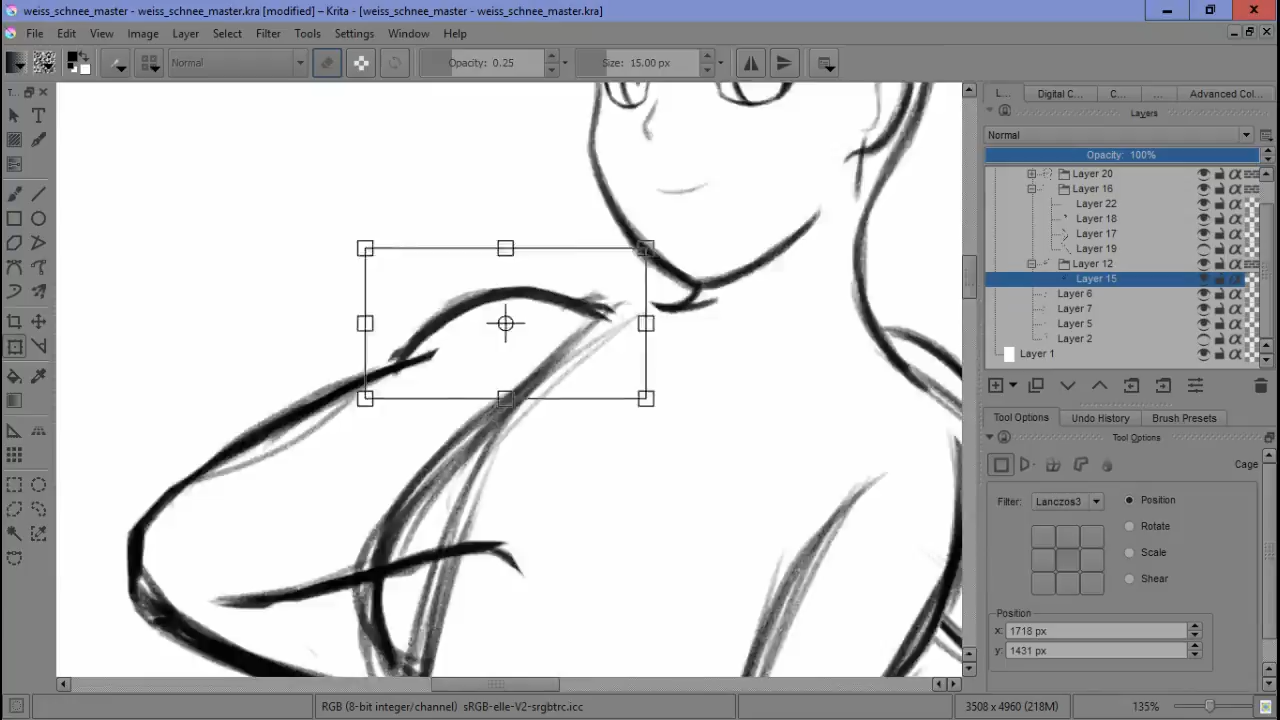 weiss_schnee_master - weiss_schnee_master.kra [modified] – Krita - [weiss_schnee_master - weiss_schnee_master.kra]
File Edit View Image Layer Select Filter Tools Settings Window Help
Normal Opacity: 0.25 Size: 15.00 px
T... L... Digital C... C... ... Advanced Col...
Layers
Normal
Opacity: 100%
Layer 20
Layer 16
Layer 22
Layer 18
Layer 17
Layer 19
Layer 12
Layer 15
Layer 6
Layer 7
Layer 5
Layer 2
Layer 1
Tool Options Undo History Brush Presets
Tool Options
Cage
Filter: Lanczos3 Position
Rotate
Scale
Shear
Position
x: 1718 px
y: 1431 px
RGB (8-bit integer/channel) sRGB-elle-V2-srgbtrc.icc 3508 x 4960 (218M) 135%